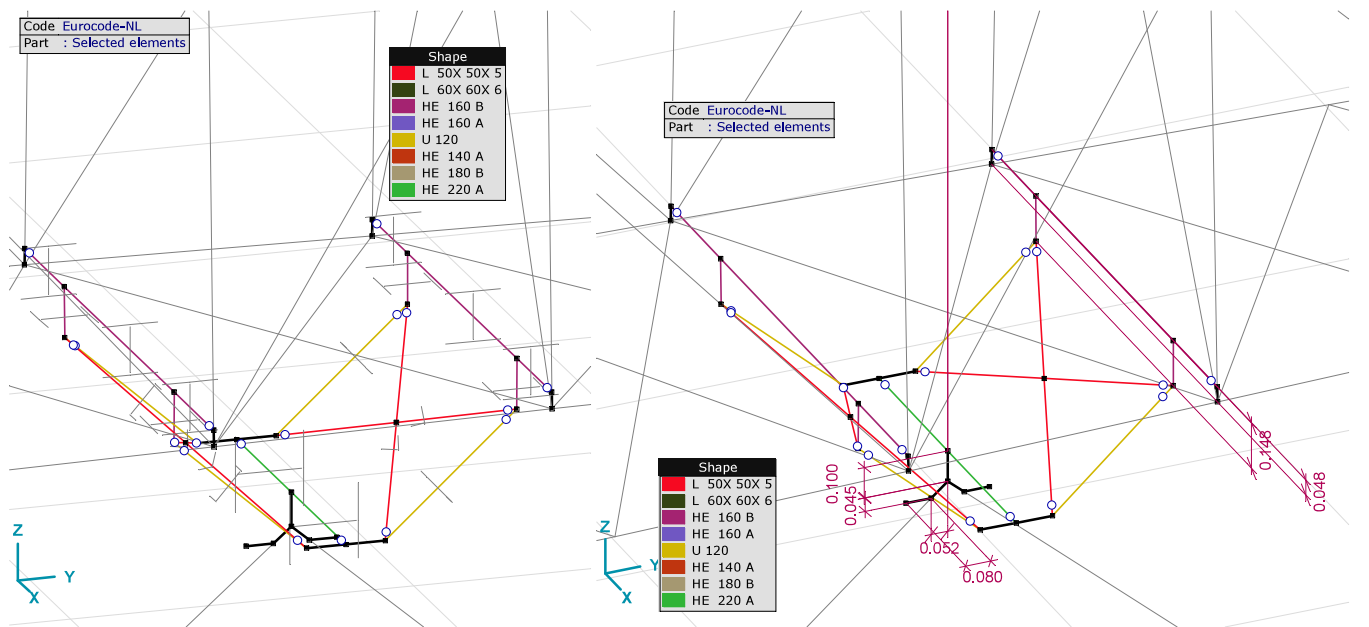 Code Eurocode-NL
Part : Selected elements
Shape
L 50X 50X 5
L 60X 60X 6
HE 160 B
HE 160 A
U 120
HE 140 A
HE 180 B
HE 220 A
Z
Y
X
Code Eurocode-NL
Part : Selected elements
0.148
0.048
0.100
0.045
0.052
0.080
Shape
L 50X 50X 5
L 60X 60X 6
HE 160 B
HE 160 A
U 120
HE 140 A
HE 180 B
HE 220 A
Z
Y
X